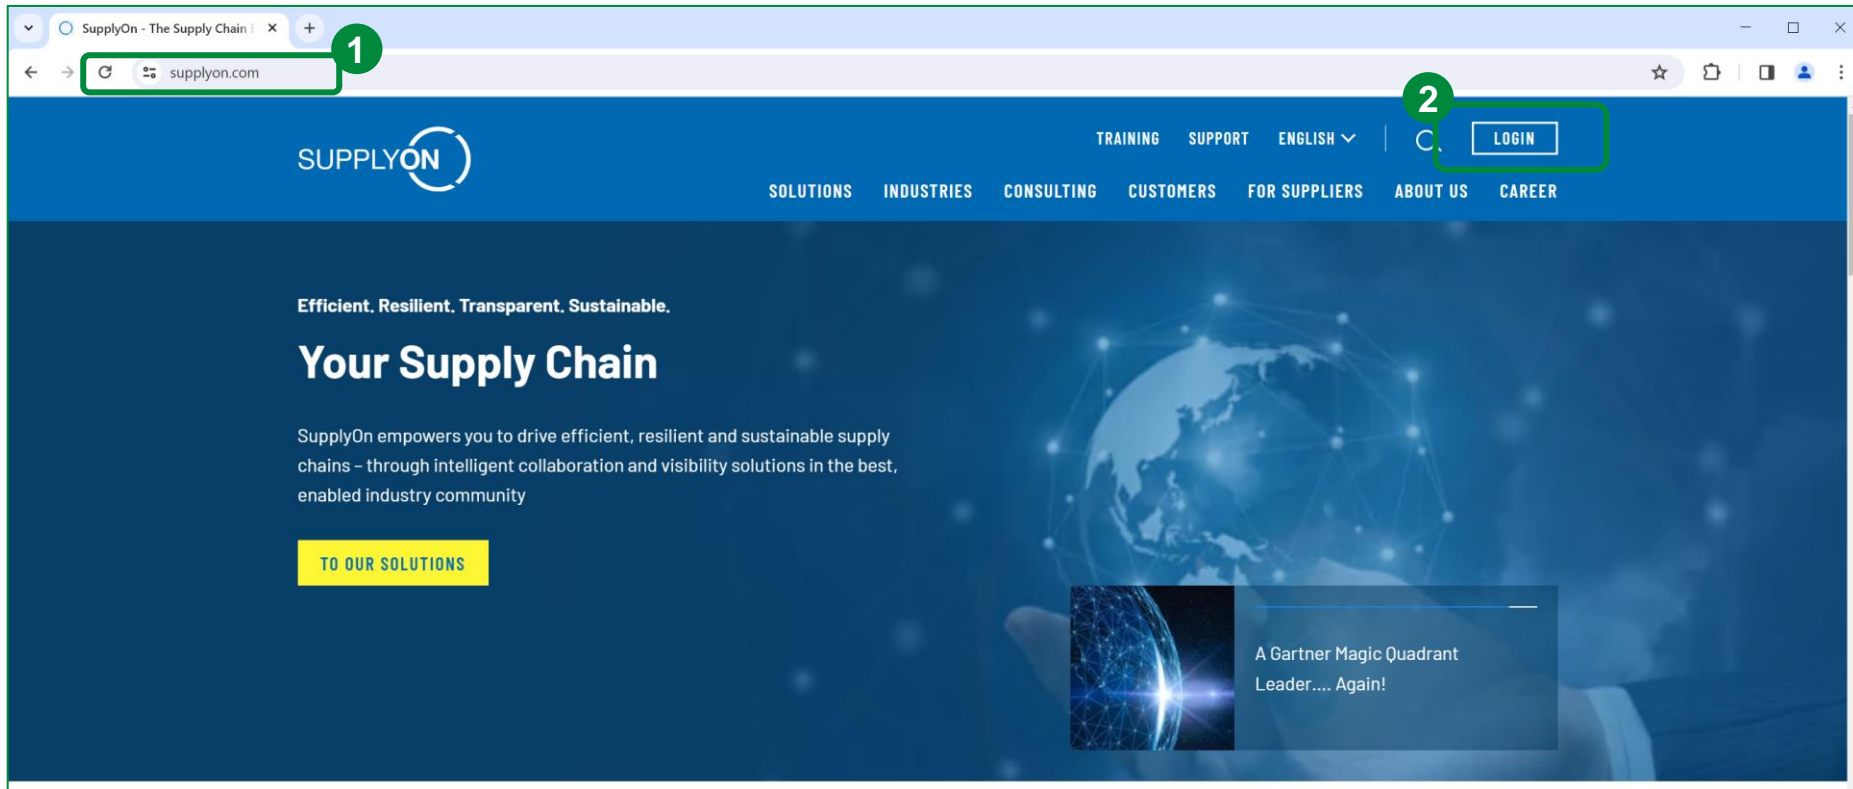 SupplyOn - The Supply Chain
1
supplyon.com
2
SUPPLYON
TRAINING SUPPORT ENGLISH LOGIN
SOLUTIONS INDUSTRIES CONSULTING CUSTOMERS FOR SUPPLIERS ABOUT US CAREER
Efficient. Resilient. Transparent. Sustainable.
Your Supply Chain
SupplyOn empowers you to drive efficient, resilient and sustainable supply
chains – through intelligent collaboration and visibility solutions in the best,
enabled industry community
TO OUR SOLUTIONS
A Gartner Magic Quadrant
Leader.... Again!